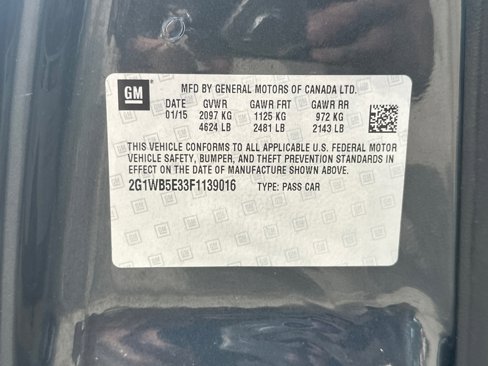 GM
MFD BY GENERAL MOTORS OF CANADA LTD.
DATE GVWR GAWR FRT GAWR RR
01/15 2097 KG 1125 KG 972 KG
4624 LB 2481 LB 2143 LB
THIS VEHICLE CONFORMS TO ALL APPLICABLE U.S. FEDERAL MOTOR
VEHICLE SAFETY, BUMPER, AND THEFT PREVENTION STANDARDS IN
EFFECT ON THE DATE OF MANUFACTURE SHOWN ABOVE.
2G1WB5E33F1139016 TYPE: PASS CAR